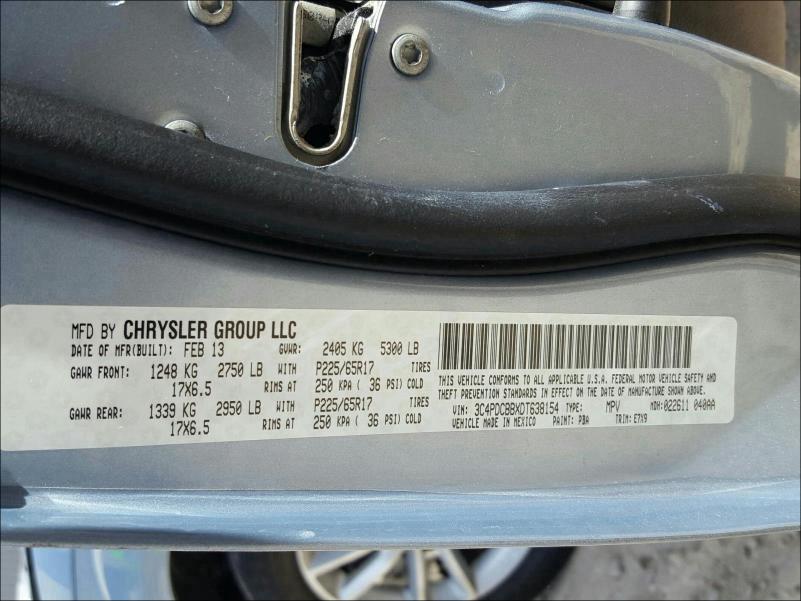 MFD BY CHRYSLER GROUP LLC
DATE OF MFR(BUILT): FEB 13 GVWR: 2405 KG 5300 LB
GAWR FRONT: 1248 KG 2750 LB WITH P225/65R17 TIRES
17X6.5 RIMS AT 250 KPA ( 36 PSI) COLD
GAWR REAR: 1339 KG 2950 LB WITH P225/65R17 TIRES
17X6.5 RIMS AT 250 KPA ( 36 PSI) COLD
THIS VEHICLE CONFORMS TO ALL APPLICABLE U.S.A. FEDERAL MOTOR VEHICLE SAFETY AND
THEFT PREVENTION STANDARDS IN EFFECT ON THE DATE OF MANUFACTURE SHOWN ABOVE.
VIN: 3C4PDCBBXDT638154 TYPE: MPV MDH:022611 040AA
VEHICLE MADE IN MEXICO PAINT: PBA TRIM: E7X9